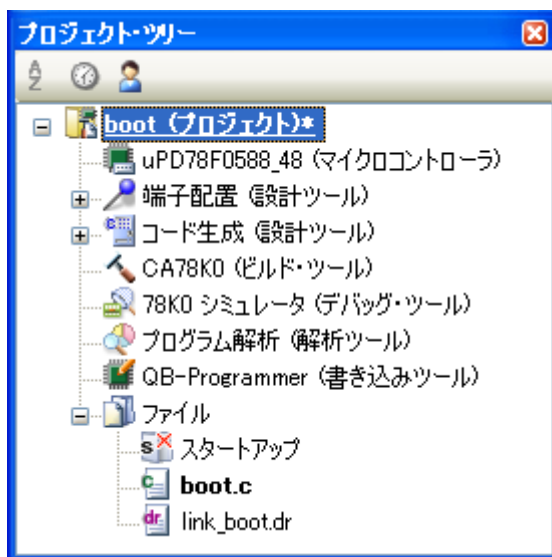 プロジェクト・ツリー
boot (プロジェクト)*
uPD78F0588_48 (マイクロコントローラ)
端子配置 (設計ツール)
コード生成 (設計ツール)
CA78K0 (ビルド・ツール)
78K0 シミュレータ (デバッグ・ツール)
プログラム解析 (解析ツール)
QB-Programmer (書き込みツール)
ファイル
スタートアップ
boot.c
link_boot.dr